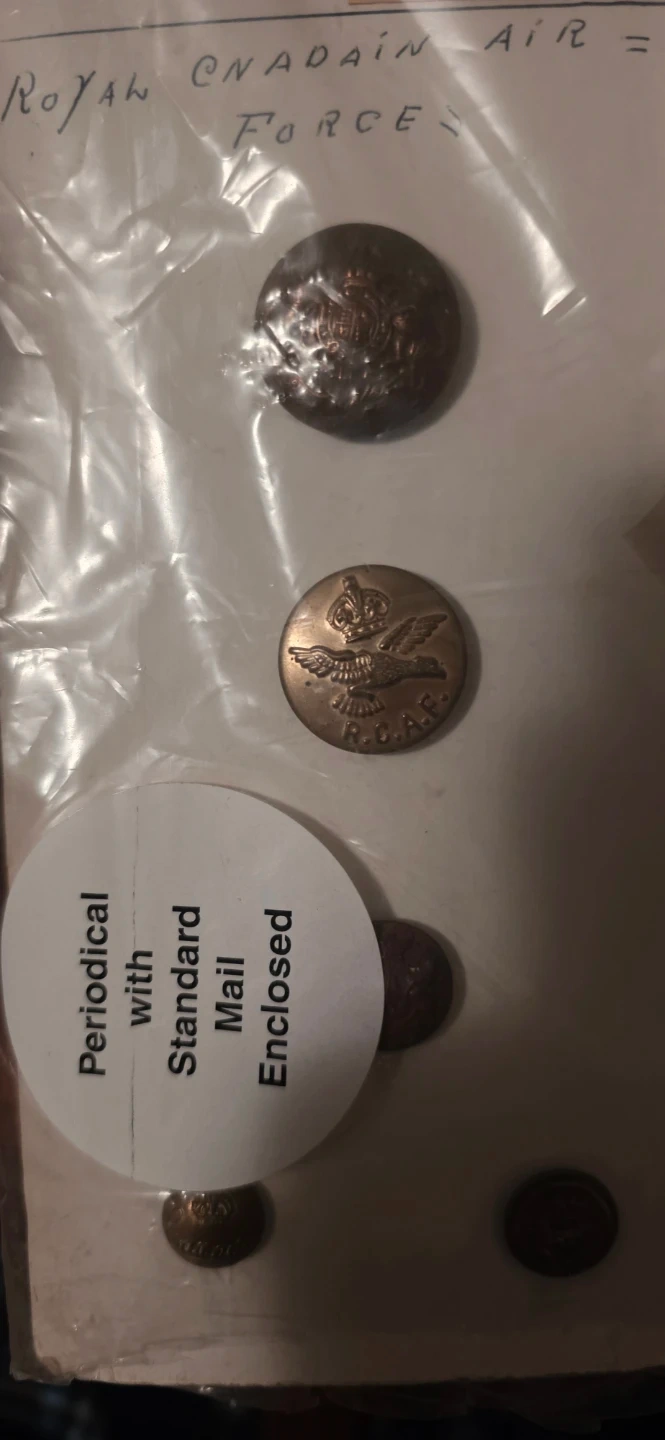 ROYAL CNADAIN AIR =
FORCE =
R.C.A.F.
Periodical
with
Standard
Mail
Enclosed